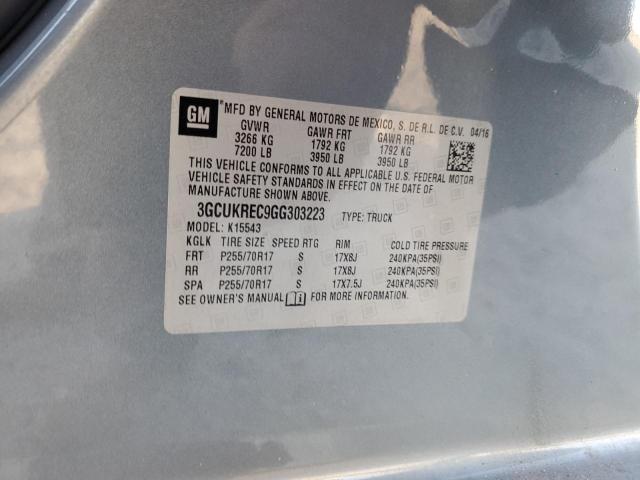 GM
MFD BY GENERAL MOTORS DE MEXICO, S. DE R.L. DE C.V. 04/16
GVWR GAWR FRT GAWR RR
3266 KG 1792 KG 1792 KG
7200 LB 3950 LB 3950 LB
THIS VEHICLE CONFORMS TO ALL APPLICABLE U.S. FEDERAL MOTOR
VEHICLE SAFETY STANDARDS IN EFFECT ON THE DATE OF
MANUFACTURE SHOWN ABOVE.
3GCUKREC9GG303223 TYPE: TRUCK
MODEL: K15543
KGLK TIRE SIZE SPEED RTG RIM COLD TIRE PRESSURE
FRT P255/70R17 S 17X8J 240KPA(35PSI)
RR P255/70R17 S 17X8J 240KPA(35PSI)
SPA P255/70R17 S 17X7.5J 240KPA(35PSI)
SEE OWNER'S MANUAL FOR MORE INFORMATION.